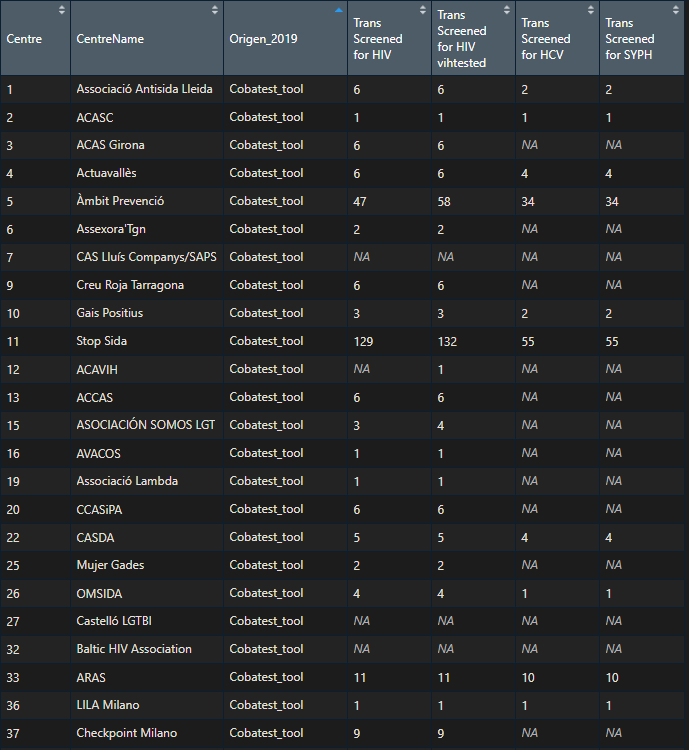 Centre CentreName Origen_2019 Trans Screened for HIV Trans Screened for HIV vihtested Trans Screened for HCV Trans Screened for SYPH
1 Associació Antisida Lleida Cobatest_tool 6 6 2 2
2 ACASC Cobatest_tool 1 1 1 1
3 ACAS Girona Cobatest_tool 6 6 NA NA
4 Actuavallès Cobatest_tool 6 6 4 4
5 Àmbit Prevenció Cobatest_tool 47 58 34 34
6 Assexora'Tgn Cobatest_tool 2 2 NA NA
7 CAS Lluís Companys/SAPS Cobatest_tool NA NA NA NA
9 Creu Roja Tarragona Cobatest_tool 6 6 NA NA
10 Gais Positius Cobatest_tool 3 3 2 2
11 Stop Sida Cobatest_tool 129 132 55 55
12 ACAVIH Cobatest_tool NA 1 NA NA
13 ACCAS Cobatest_tool 6 6 NA NA
15 ASOCIACIÓN SOMOS LGT Cobatest_tool 3 4 NA NA
16 AVACOS Cobatest_tool 1 1 NA NA
19 Associació Lambda Cobatest_tool 1 1 NA NA
20 CCASiPA Cobatest_tool 6 6 NA NA
22 CASDA Cobatest_tool 5 5 4 4
25 Mujer Gades Cobatest_tool 2 2 NA NA
26 OMSIDA Cobatest_tool 4 4 1 1
27 Castelló LGTBI Cobatest_tool NA NA NA NA
32 Baltic HIV Association Cobatest_tool NA NA NA NA
33 ARAS Cobatest_tool 11 11 10 10
36 LILA Milano Cobatest_tool 1 1 1 1
37 Checkpoint Milano Cobatest_tool 9 9 NA NA